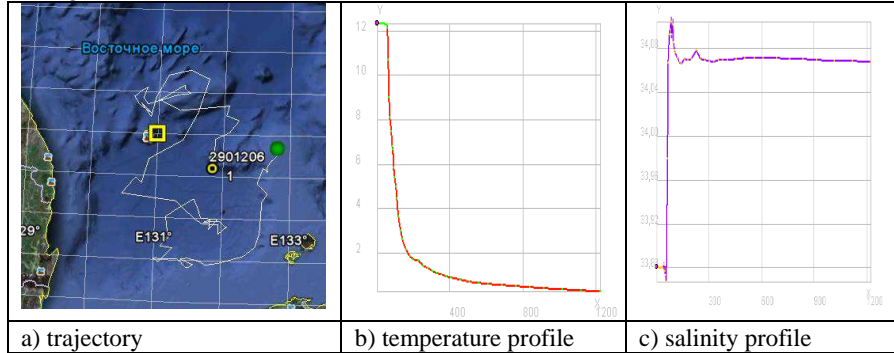 Восточное море
2901206
1
29°
E131°
E133°
Y
12
10
8
6
4
2
400
800
1200
X
Y
34,08
34,04
34,00
33,96
33,92
33,88
300
600
900
1200
X
a) trajectory
b) temperature profile
c) salinity profile